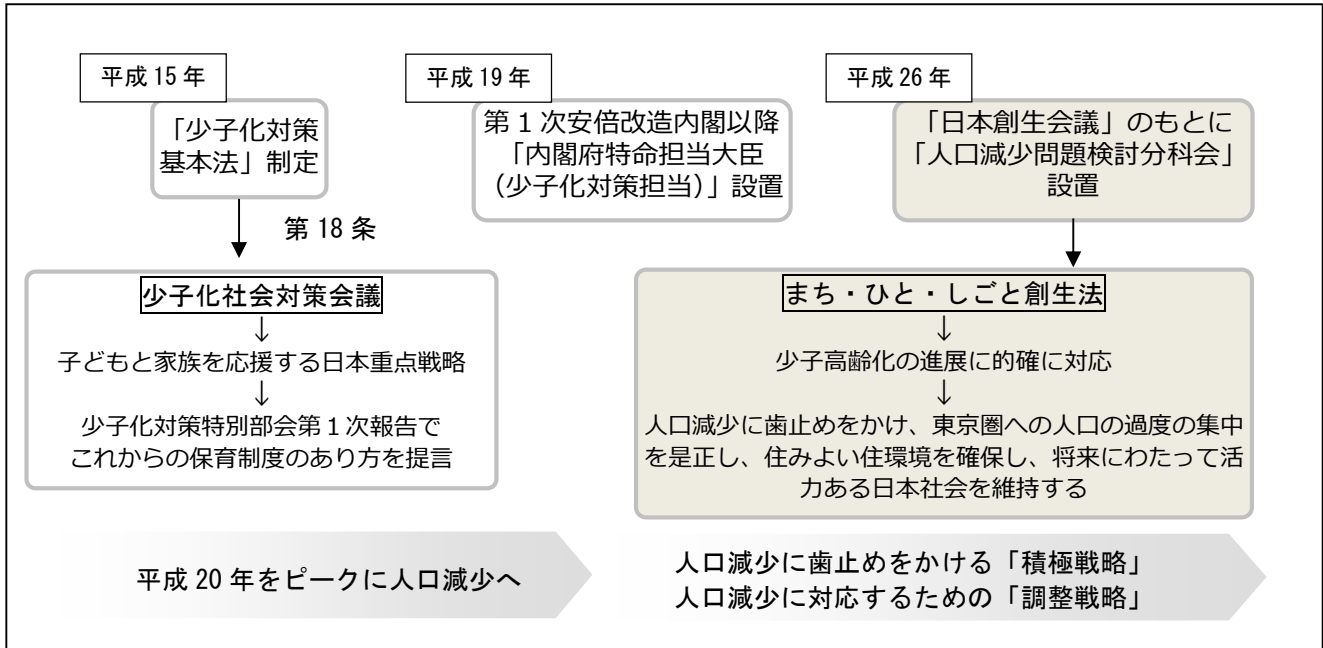 平成 15 年
「少子化対策
基本法」制定
第 18 条
少子化社会対策会議
↓
子どもと家族を応援する日本重点戦略
↓
少子化対策特別部会第１次報告で
これからの保育制度のあり方を提言
平成 19 年
第 1 次安倍改造内閣以降
「内閣府特命担当大臣
（少子化対策担当）」設置
平成 26 年
「日本創生会議」のもとに
「人口減少問題検討分科会」
設置
まち・ひと・しごと創生法
↓
少子高齢化の進展に的確に対応
↓
人口減少に歯止めをかけ、東京圏への人口の過度の集中
を是正し、住みよい住環境を確保し、将来にわたって活
力ある日本社会を維持する
平成 20 年をピークに人口減少へ
人口減少に歯止めをかける「積極戦略」
人口減少に対応するための「調整戦略」